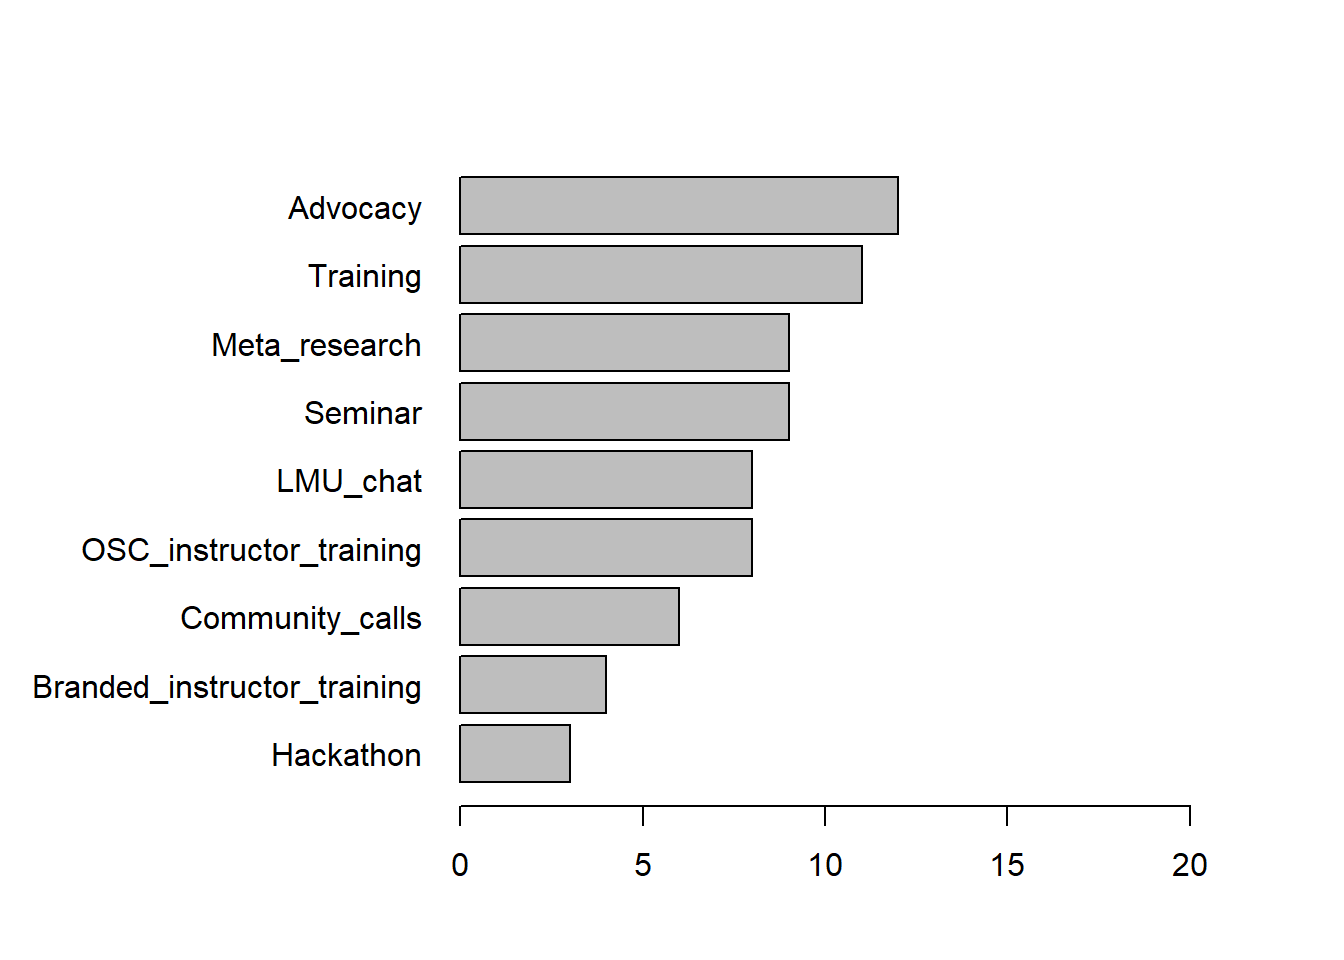 Advocacy
Training
Meta_research
Seminar
LMU_chat
OSC_instructor_training
Community_calls
Branded_instructor_training
Hackathon
0 5 10 15 20